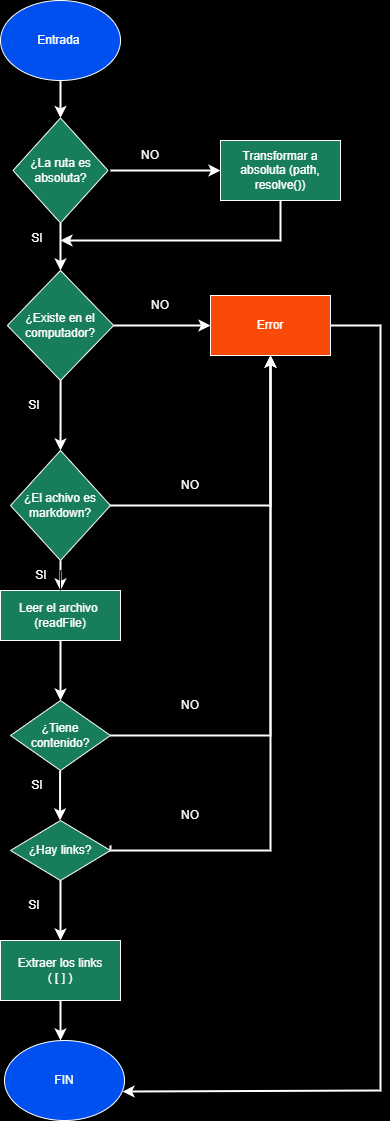 Entrada
¿La ruta es
absoluta?
NO
Transformar a
absoluta (path,
resolve())
SI
¿Existe en el
computador?
NO
Error
SI
¿El achivo es
markdown?
NO
SI
Leer el archivo
(readFile)
¿Tiene
contenido?
NO
SI
¿Hay links?
NO
SI
Extraer los links
( [ ] )
FIN